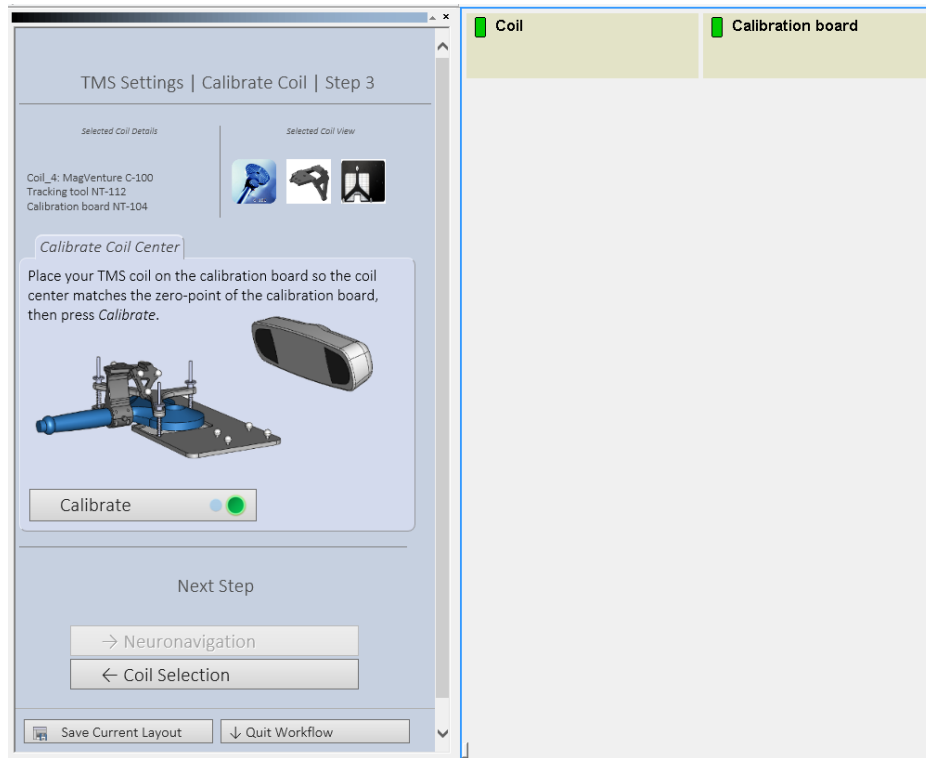 TMS Settings | Calibrate Coil | Step 3
Selected Coil Details
Selected Coil View
Coil_4: MagVenture C-100
Tracking tool NT-112
Calibration board NT-104
Calibrate Coil Center
Place your TMS coil on the calibration board so the coil
center matches the zero-point of the calibration board,
then press Calibrate.
Calibrate
Next Step
→ Neuronavigation
← Coil Selection
Save Current Layout
↓ Quit Workflow
Coil
Calibration board